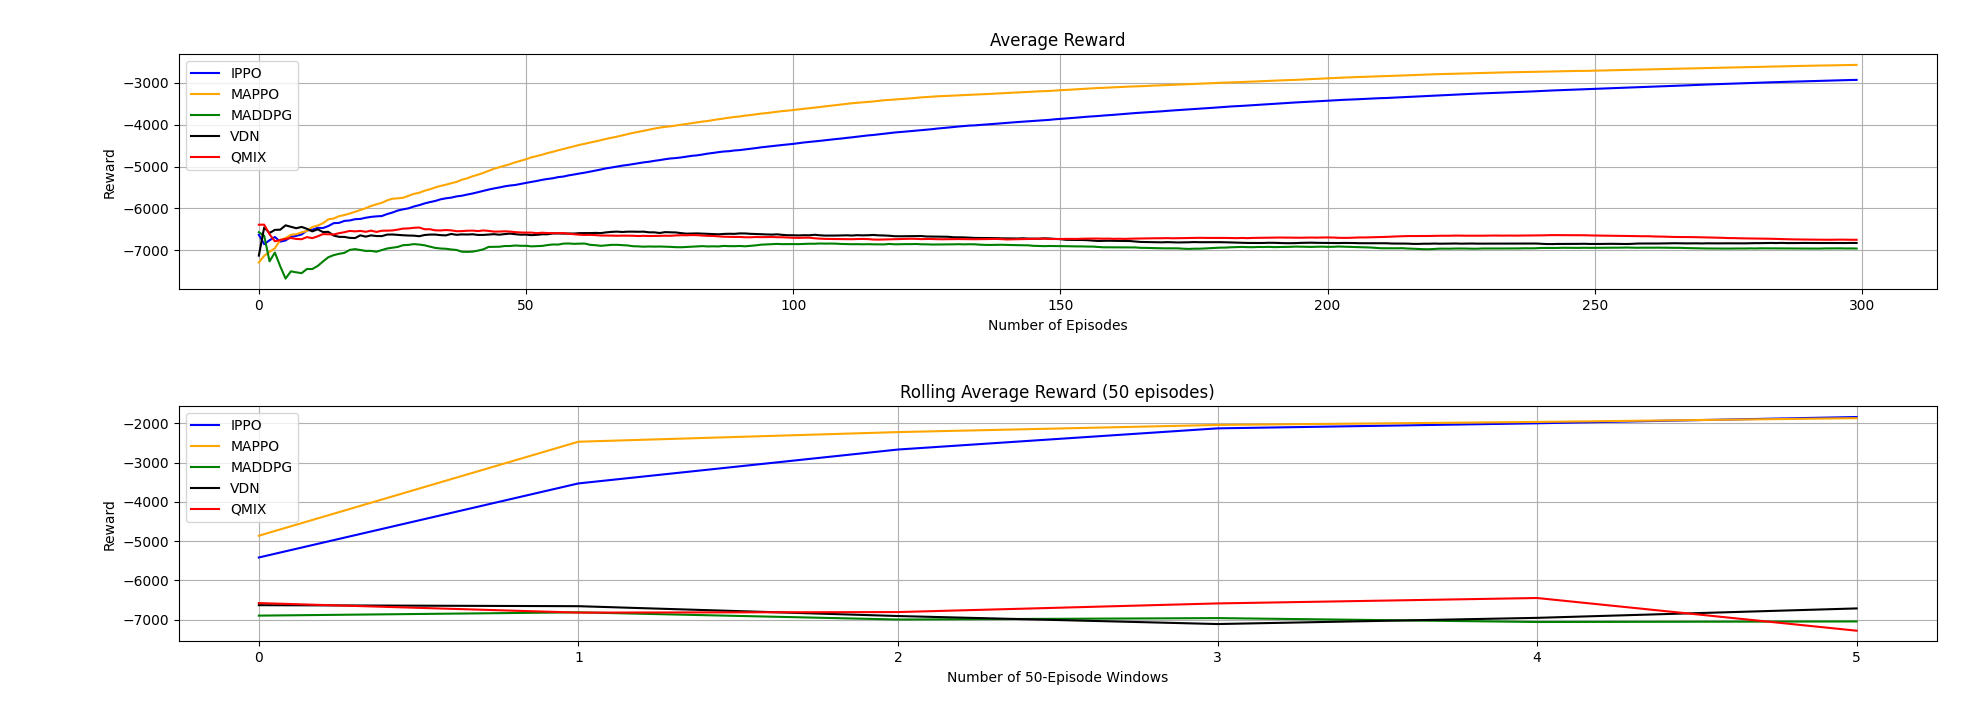 Average Reward
IPPO
MAPPO
MADDPG
VDN
QMIX
Reward
−3000
−4000
−5000
−6000
−7000
0 50 100 150 200 250 300
Number of Episodes
Rolling Average Reward (50 episodes)
IPPO
MAPPO
MADDPG
VDN
QMIX
Reward
−2000
−3000
−4000
−5000
−6000
−7000
0 1 2 3 4 5
Number of 50-Episode Windows